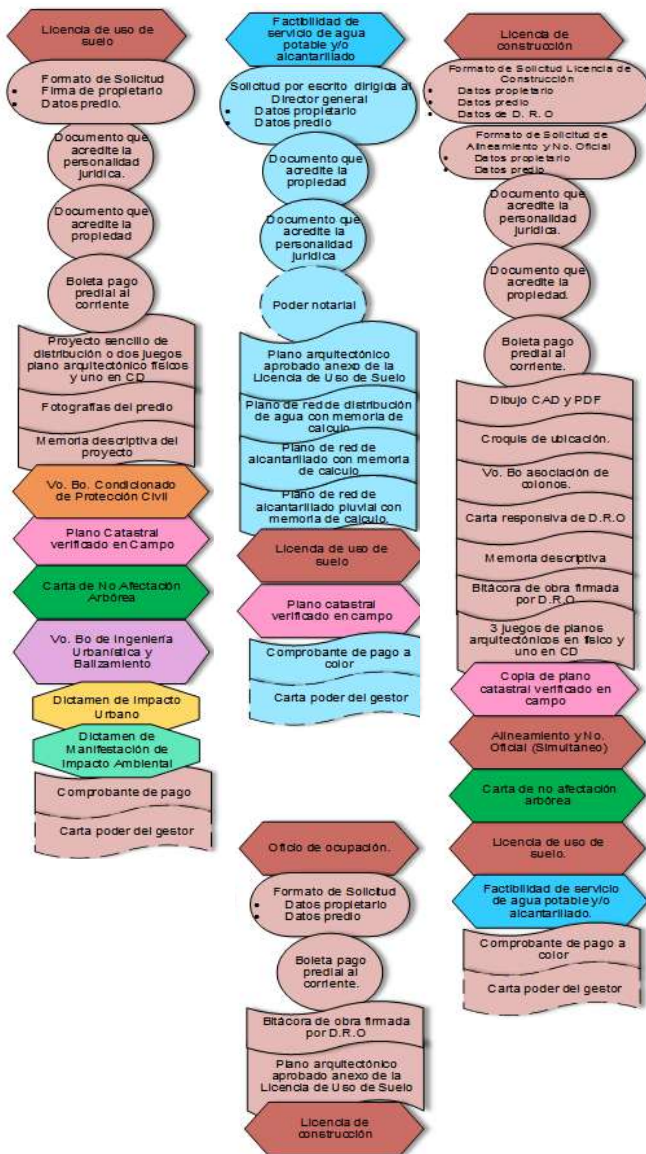 Licencia de uso de
suelo
Formato de Solicitud
• Firma de propietario
• Datos predio.
Documento que
acredite la
personalidad
jurídica.
Documento que
acredite la
propiedad
Boleta pago
predial al
corriente
Proyecto sencillo de
distribución o dos juegos
plano arquitectónico físicos
y uno en CD
Fotografías del predio
Memoria descriptiva del
proyecto
Vo. Bo. Condicionado
de Protección Civil
Plano Catastral
verificado en Campo
Carta de No Afectación
Arbórea
Vo. Bo de Ingeniería
Urbanística y
Balizamiento
Dictamen de Impacto
Urbano
Dictamen de
Manifestación de
Impacto Ambiental
Comprobante de pago
Carta poder del gestor
Factibilidad de
servicio de agua
potable y/o
alcantarillado
Solicitud por escrito dirigida al
Director general
• Datos propietario
• Datos predio
Documento que
acredite la
propiedad
Documento que
acredite la
personalidad
jurídica
Poder notarial
Plano arquitectónico
aprobado anexo de la
Licencia de Uso de Suelo
Plano de red de distribución
de agua con memoria de
calculo
Plano de red de
alcantarillado con memoria
de calculo
Plano de red de
alcantarillado pluvial con
memoria de calculo.
Licencia de uso de
suelo
Plano catastral
verificado en campo
Comprobante de pago a
color
Carta poder del gestor
Oficio de ocupación.
Formato de Solicitud
• Datos propietario
• Datos predio
Boleta pago
predial al
corriente.
Bitácora de obra firmada
por D.R.O
Plano arquitectónico
aprobado anexo de la
Licencia de Uso de Suelo
Licencia de
construcción
Licencia de
construcción
Formato de Solicitud Licencia de
Construcción
• Datos propietario
• Datos predio
• Datos de D. R. O
Formato de Solicitud de
Alineamiento y No. Oficial
• Datos propietario
• Datos predio
Documento que
acredite la
personalidad
jurídica.
Documento que
acredite la
propiedad.
Boleta pago
predial al
corriente.
Dibujo CAD y PDF
Croquis de ubicación.
Vo. Bo asociación de
colonos.
Carta responsiva de D.R.O
Memoria descriptiva
Bitácora de obra firmada
por D.R.O
3 juegos de planos
arquitectónicos en físico y
uno en CD
Copia de plano
catastral verificado en
campo
Alineamiento y No.
Oficial (Simultaneo)
Carta de no afectación
arbórea
Licencia de uso de
suelo.
Factibilidad de servicio
de agua potable y/o
alcantarillado.
Comprobante de pago a
color
Carta poder del gestor